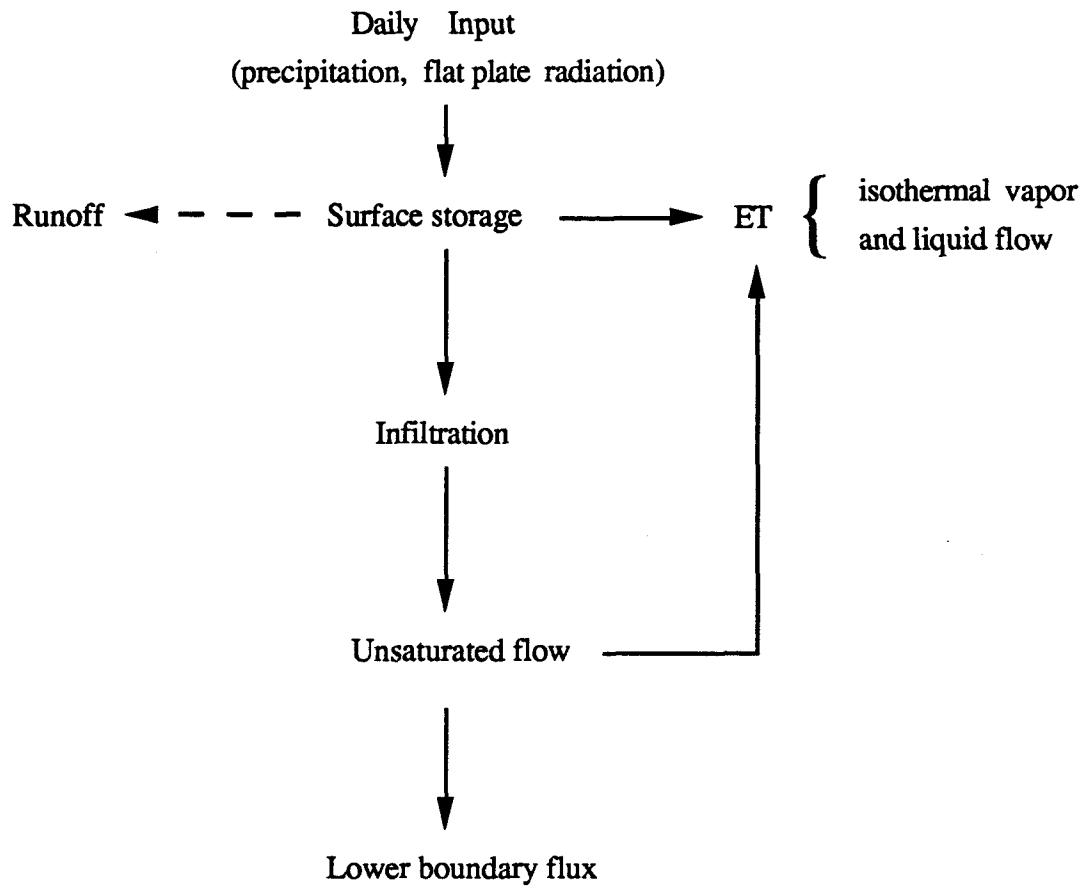 Daily Input
(precipitation, flat plate radiation)
Runoff
Surface storage
ET
isothermal vapor
and liquid flow
Infiltration
Unsaturated flow
Lower boundary flux